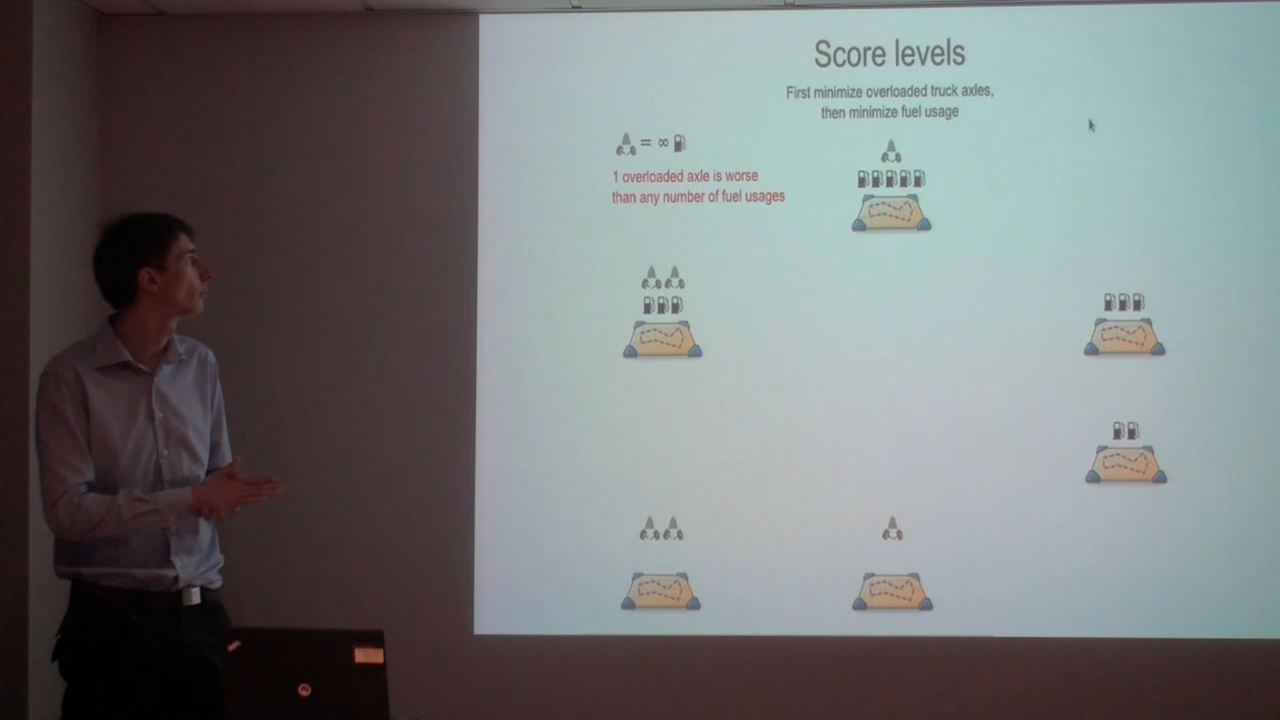 Score levels
First minimize overloaded truck axles,
then minimize fuel usage
= ∞
1 overloaded axle is worse
than any number of fuel usages